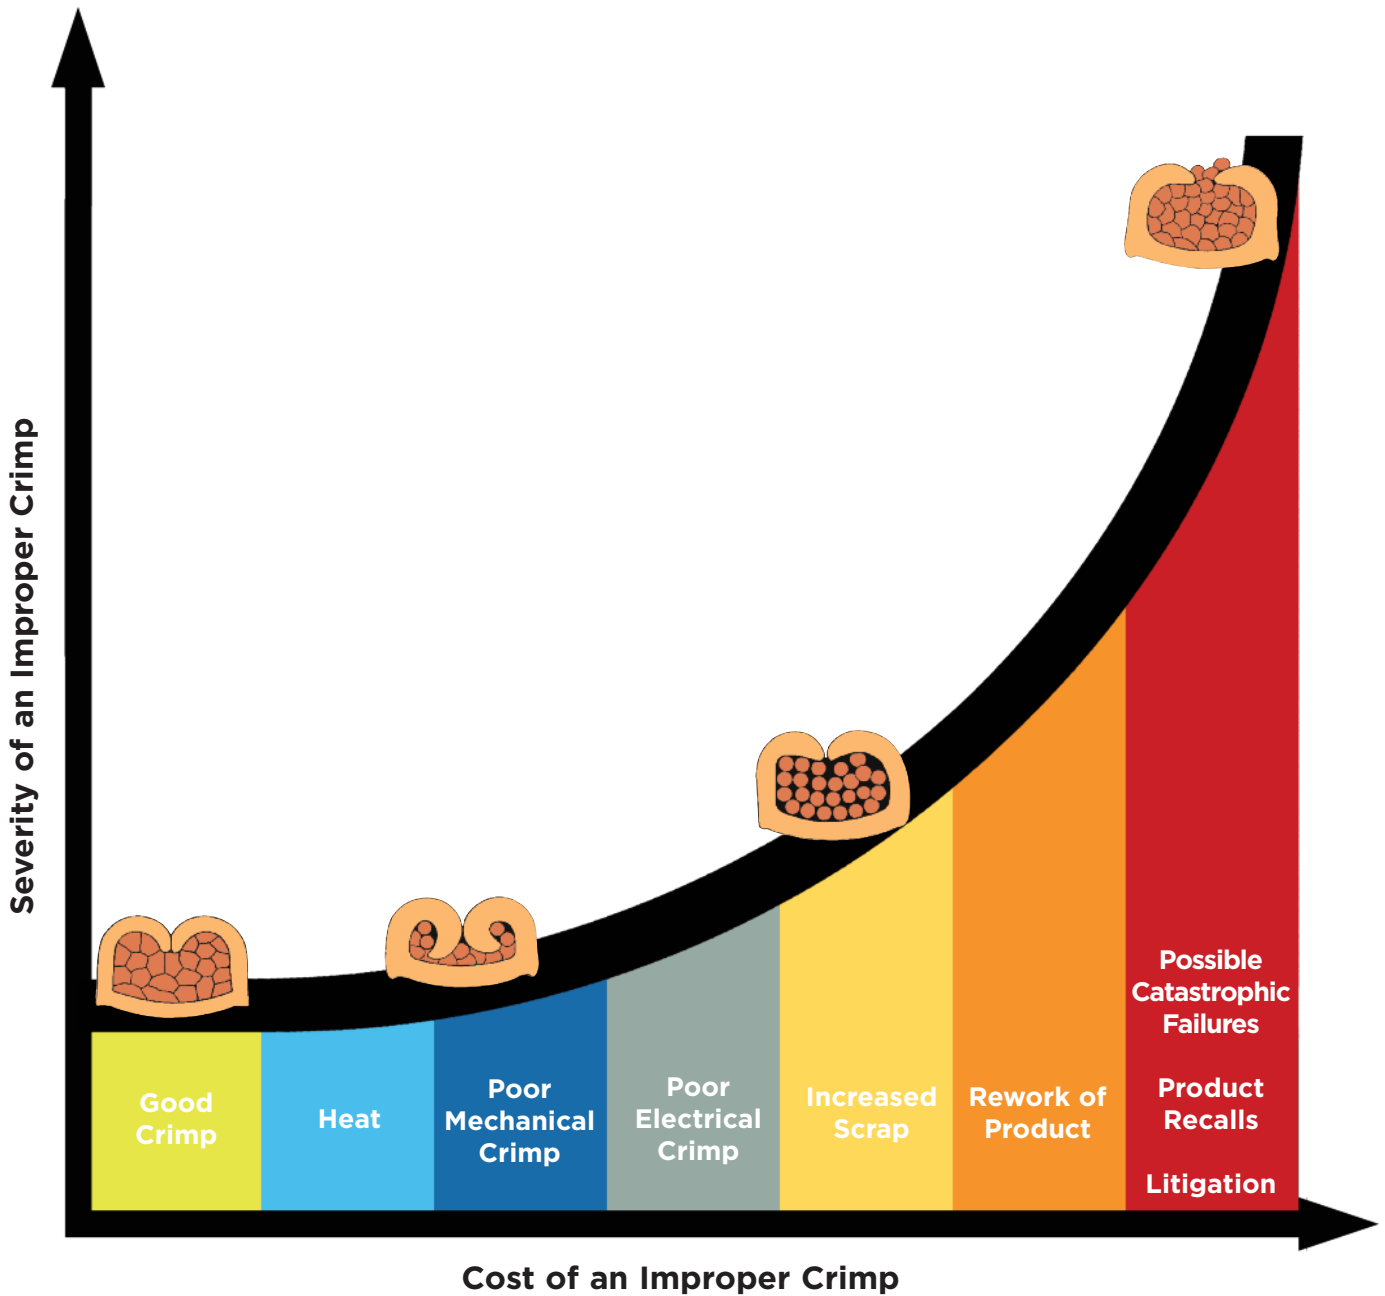 Severity of an Improper Crimp
Good
Crimp
Heat
Poor
Mechanical
Crimp
Poor
Electrical
Crimp
Increased
Scrap
Rework of
Product
Possible
Catastrophic
Failures
Product
Recalls
Litigation
Cost of an Improper Crimp